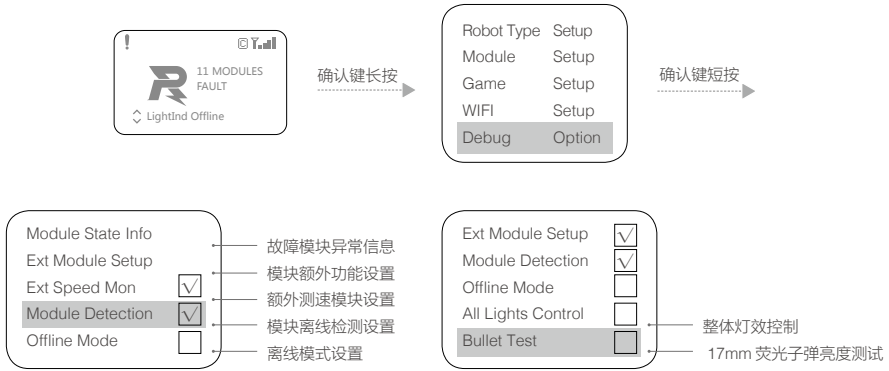 11 MODULES
FAULT
LightInd Offline
确认键长按
Robot Type Setup
Module Setup
Game Setup
WIFI Setup
Debug Option
确认键短按
Module State Info
Ext Module Setup
Ext Speed Mon √
Module Detection √
Offline Mode
故障模块异常信息
模块额外功能设置
额外测速模块设置
模块离线检测设置
离线模式设置
Ext Module Setup √
Module Detection √
Offline Mode
All Lights Control
Bullet Test
整体灯效控制
17mm 荧光子弹亮度测试